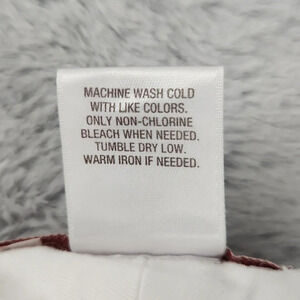 MACHINE WASH COLD
WITH LIKE COLORS.
ONLY NON-CHLORINE
BLEACH WHEN NEEDED.
TUMBLE DRY LOW.
WARM IRON IF NEEDED.